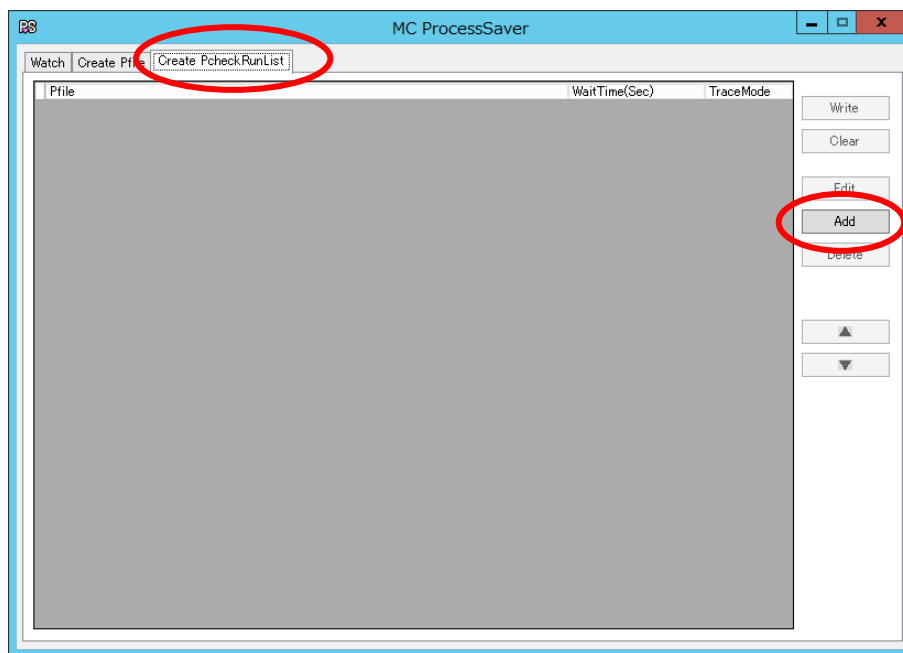 PS
MC ProcessSaver
Watch Create Pfile Create PcheckRunList
Pfile WaitTime(Sec) TraceMode
Write
Clear
Edit
Add
Delete